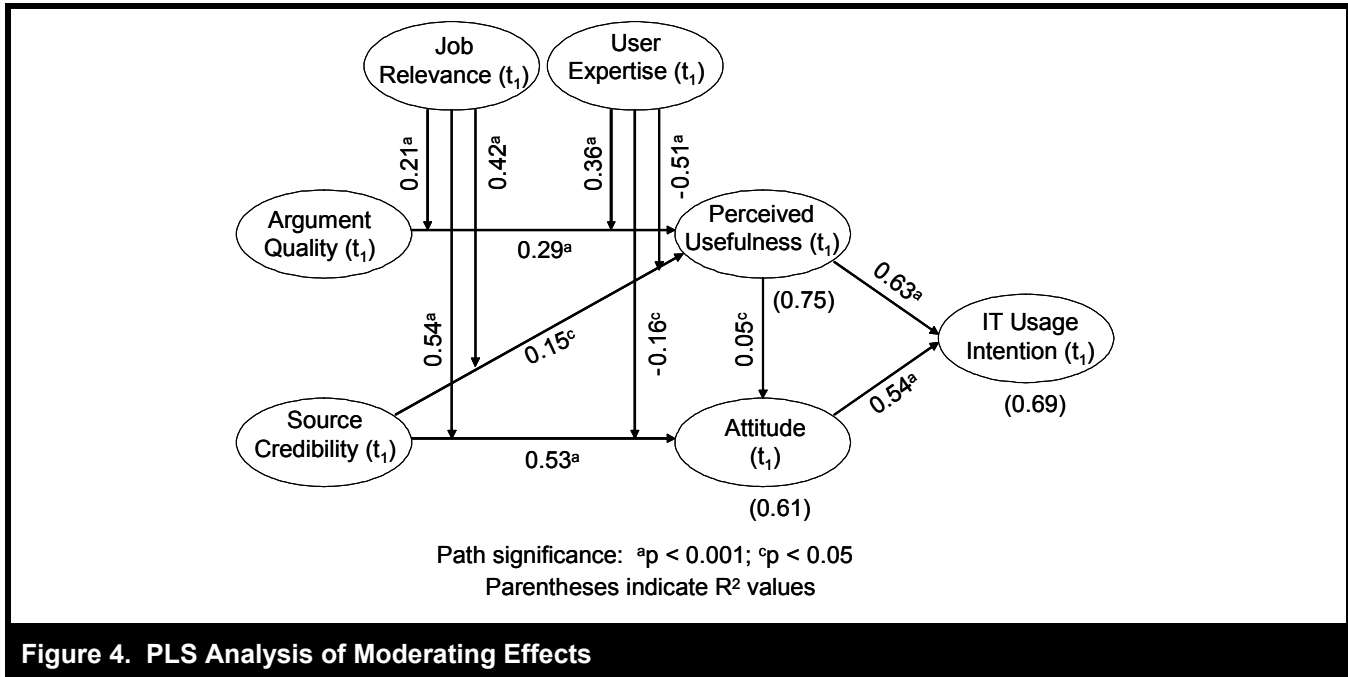 Job
Relevance (t₁)
User
Expertise (t₁)
0.21ᵃ
0.42ᵃ
0.36ᵃ
-0.51ᵃ
Argument
Quality (t₁)
0.29ᵃ
Perceived
Usefulness (t₁)
(0.75)
0.63ᵃ
0.54ᵃ
0.15ᶜ
-0.16ᶜ
0.05ᶜ
IT Usage
Intention (t₁)
(0.69)
0.54ᵃ
Source
Credibility (t₁)
0.53ᵃ
Attitude
(t₁)
(0.61)
Path significance: ᵃp < 0.001; ᶜp < 0.05
Parentheses indicate R² values
Figure 4. PLS Analysis of Moderating Effects